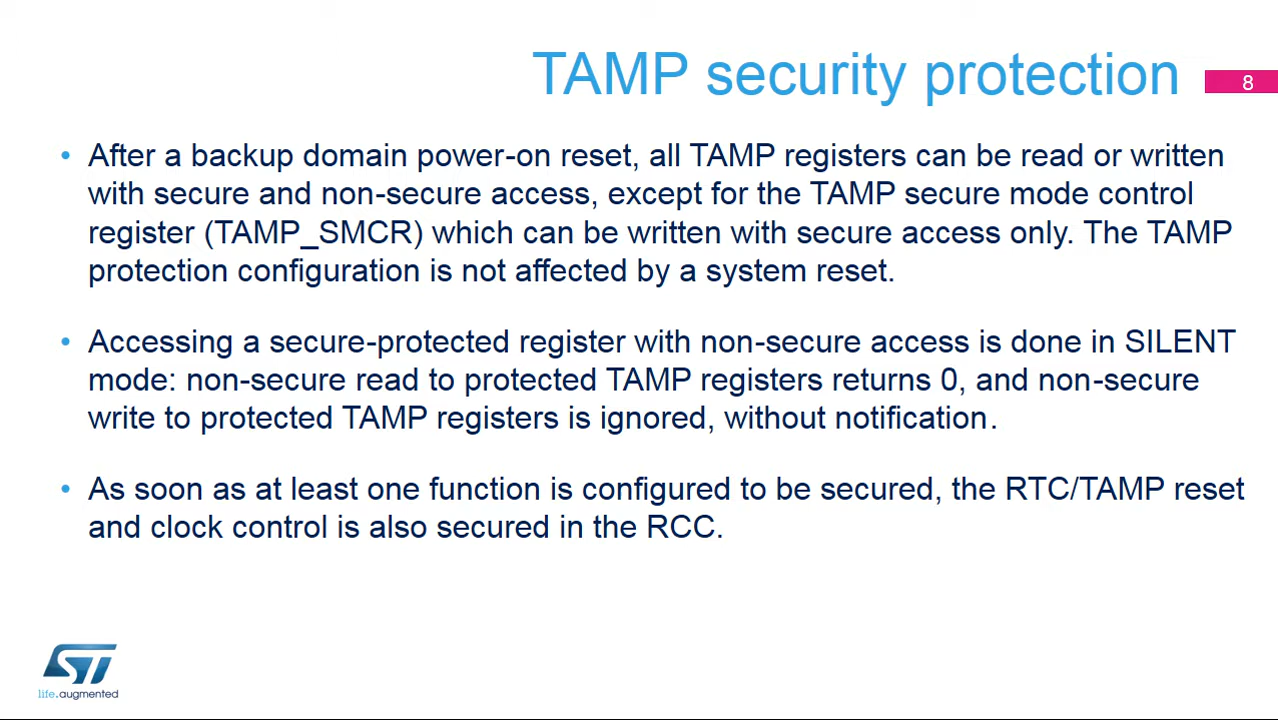 TAMP security protection
8
• After a backup domain power-on reset, all TAMP registers can be read or written
with secure and non-secure access, except for the TAMP secure mode control
register (TAMP_SMCR) which can be written with secure access only. The TAMP
protection configuration is not affected by a system reset.
• Accessing a secure-protected register with non-secure access is done in SILENT
mode: non-secure read to protected TAMP registers returns 0, and non-secure
write to protected TAMP registers is ignored, without notification.
• As soon as at least one function is configured to be secured, the RTC/TAMP reset
and clock control is also secured in the RCC.
ST
life.augmented